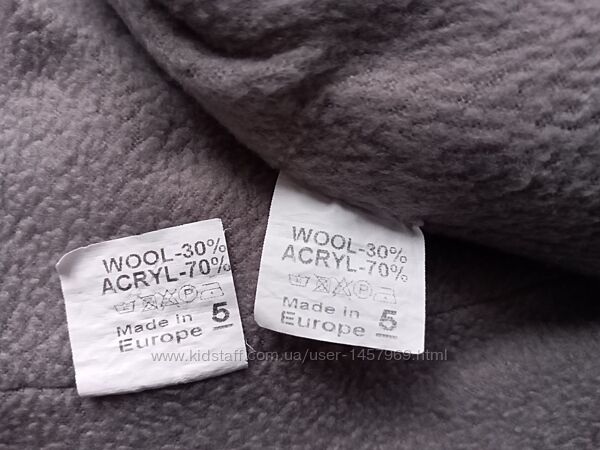 WOOL-30%
ACRYL-70%
Made in
Europe 5
WOOL-30%
ACRYL-70%
Made in
Europe 5
www.kidstaff.com.ua/user-1457969.html